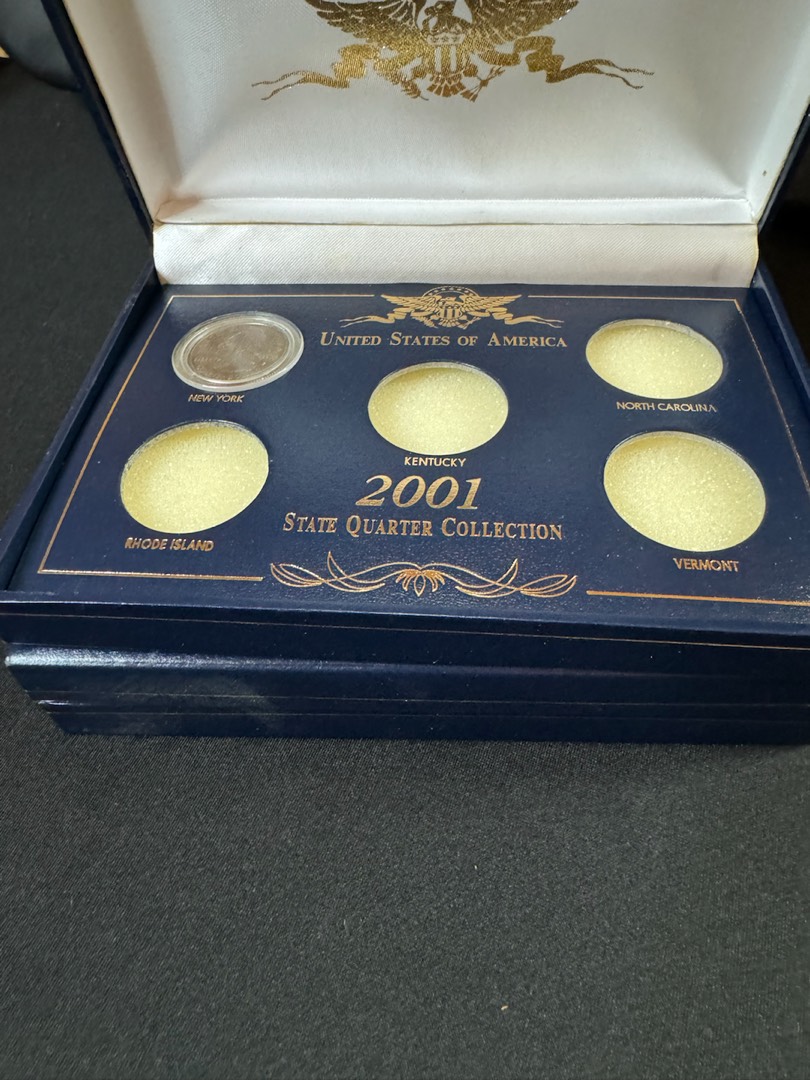 UNITED STATES OF AMERICA
NEW YORK
NORTH CAROLINA
KENTUCKY
2001
STATE QUARTER COLLECTION
RHODE ISLAND
VERMONT